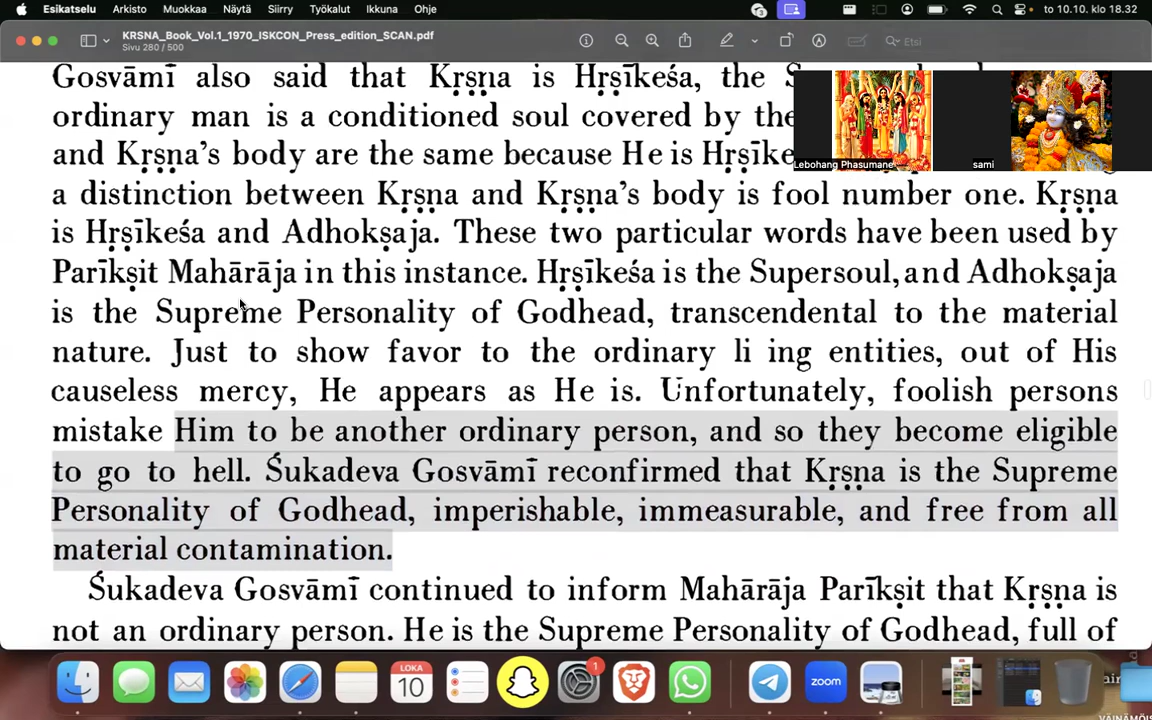 Esikatselu Arkisto Muokkaa Näytä Siirry Työkalut Ikkuna Ohje to 10.10. klo 18.32
KRSNA_Book_Vol.1_1970_ISKCON_Press_edition_SCAN.pdf
Sivu 280 / 500
Etsi
Gosvāmī also said that Kṛṣṇa is Hṛṣīkeśa, the
ordinary man is a conditioned soul covered by the
and Kṛṣṇa's body are the same because He is
a distinction between Kṛṣṇa and Kṛṣṇa's body is fool number one. Kṛṣṇa
is Hṛṣīkeśa and Adhokṣaja. These two particular words have been used by
Parīkṣit Mahārāja in this instance. Hṛṣīkeśa is the Supersoul, and Adhokṣaja
is the Supreme Personality of Godhead, transcendental to the material
nature. Just to show favor to the ordinary li ing entities, out of His
causeless mercy, He appears as He is. Unfortunately, foolish persons
mistake Him to be another ordinary person, and so they become eligible
to go to hell. Śukadeva Gosvāmī reconfirmed that Kṛṣṇa is the Supreme
Personality of Godhead, imperishable, immeasurable, and free from all
material contamination.
Śukadeva Gosvāmī continued to inform Mahārāja Parīkṣit that Kṛṣṇa is
not an ordinary person. He is the Supreme Personality of Godhead, full of
Lebohang Phasumane
sami
LOKA
10
1
zoom
VÄINÄMÖIS